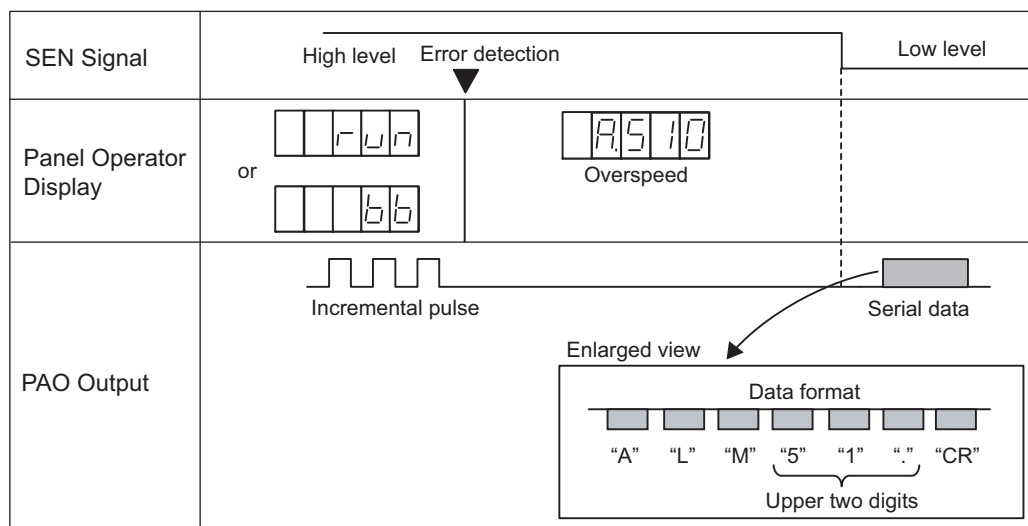 SEN Signal
High level
Error detection
Low level
Panel Operator
Display
or
run
bb
A.510
Overspeed
PAO Output
Incremental pulse
Serial data
Enlarged view
Data format
“A” “L” “M” “5” “1” “.” “CR”
Upper two digits